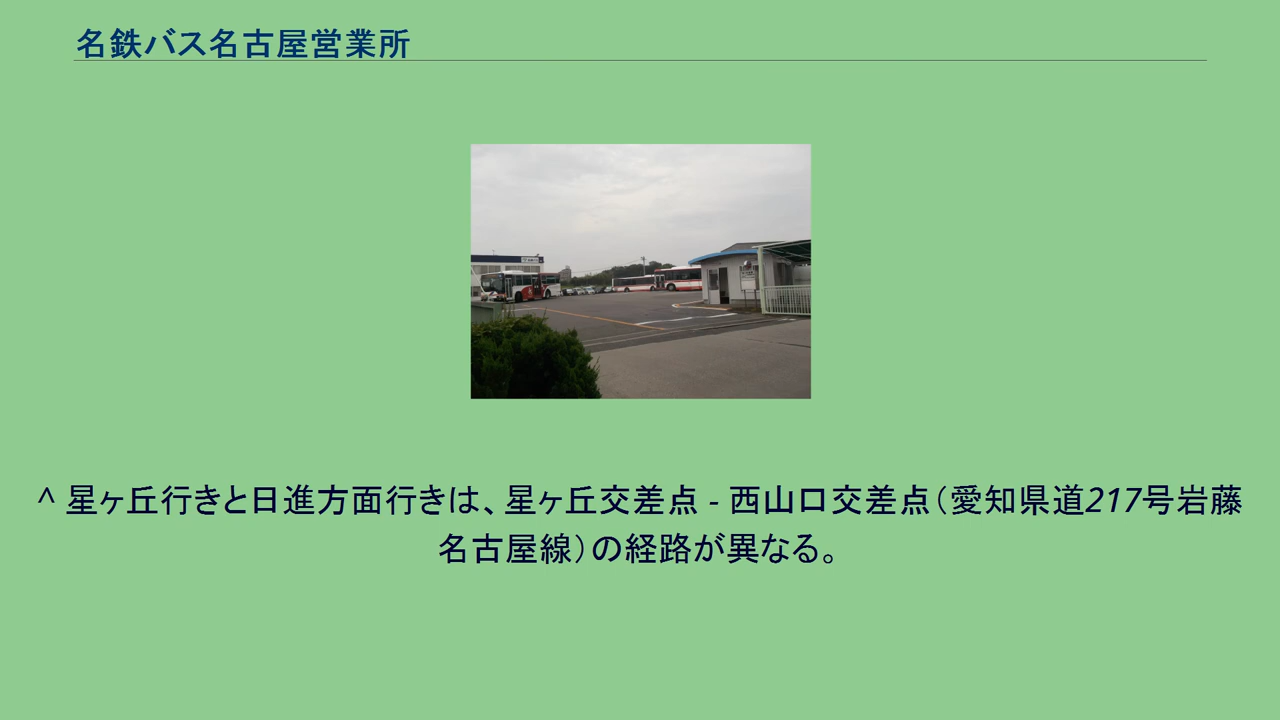 名鉄バス名古屋営業所
^ 星ヶ丘行きと日進方面行きは、星ヶ丘交差点 - 西山口交差点（愛知県道217号岩藤
名古屋線）の経路が異なる。